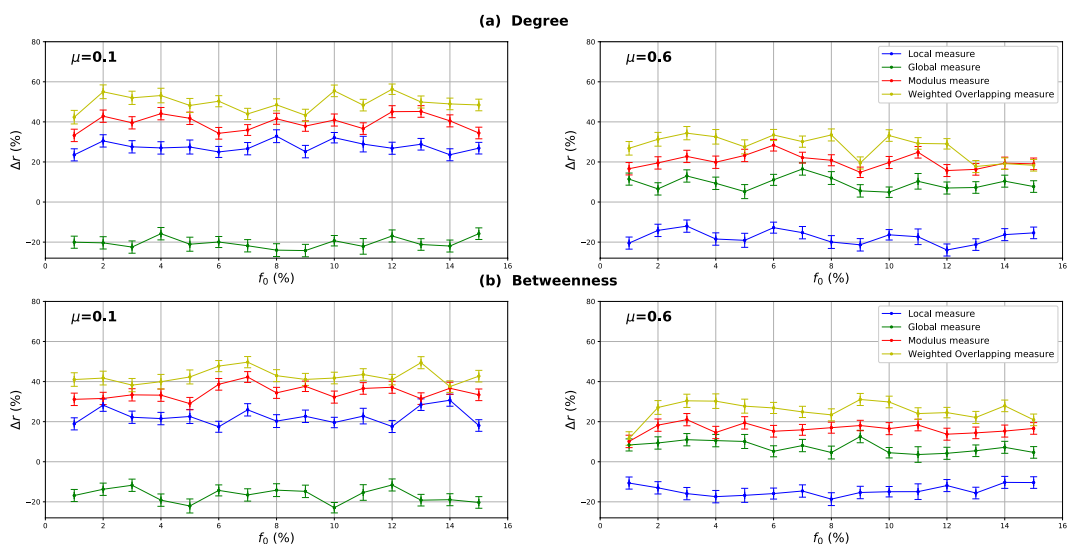 (a) Degree
μ=0.1
80
60
40
20
0
−20
Δr (%)
0 2 4 6 8 10 12 14 16
f0 (%)
μ=0.6
Local measure
Global measure
Modulus measure
Weighted Overlapping measure
80
60
40
20
0
−20
Δr (%)
0 2 4 6 8 10 12 14 16
f0 (%)
(b) Betweenness
μ=0.1
80
60
40
20
0
−20
Δr (%)
0 2 4 6 8 10 12 14 16
f0 (%)
μ=0.6
Local measure
Global measure
Modulus measure
Weighted Overlapping measure
80
60
40
20
0
−20
Δr (%)
0 2 4 6 8 10 12 14 16
f0 (%)